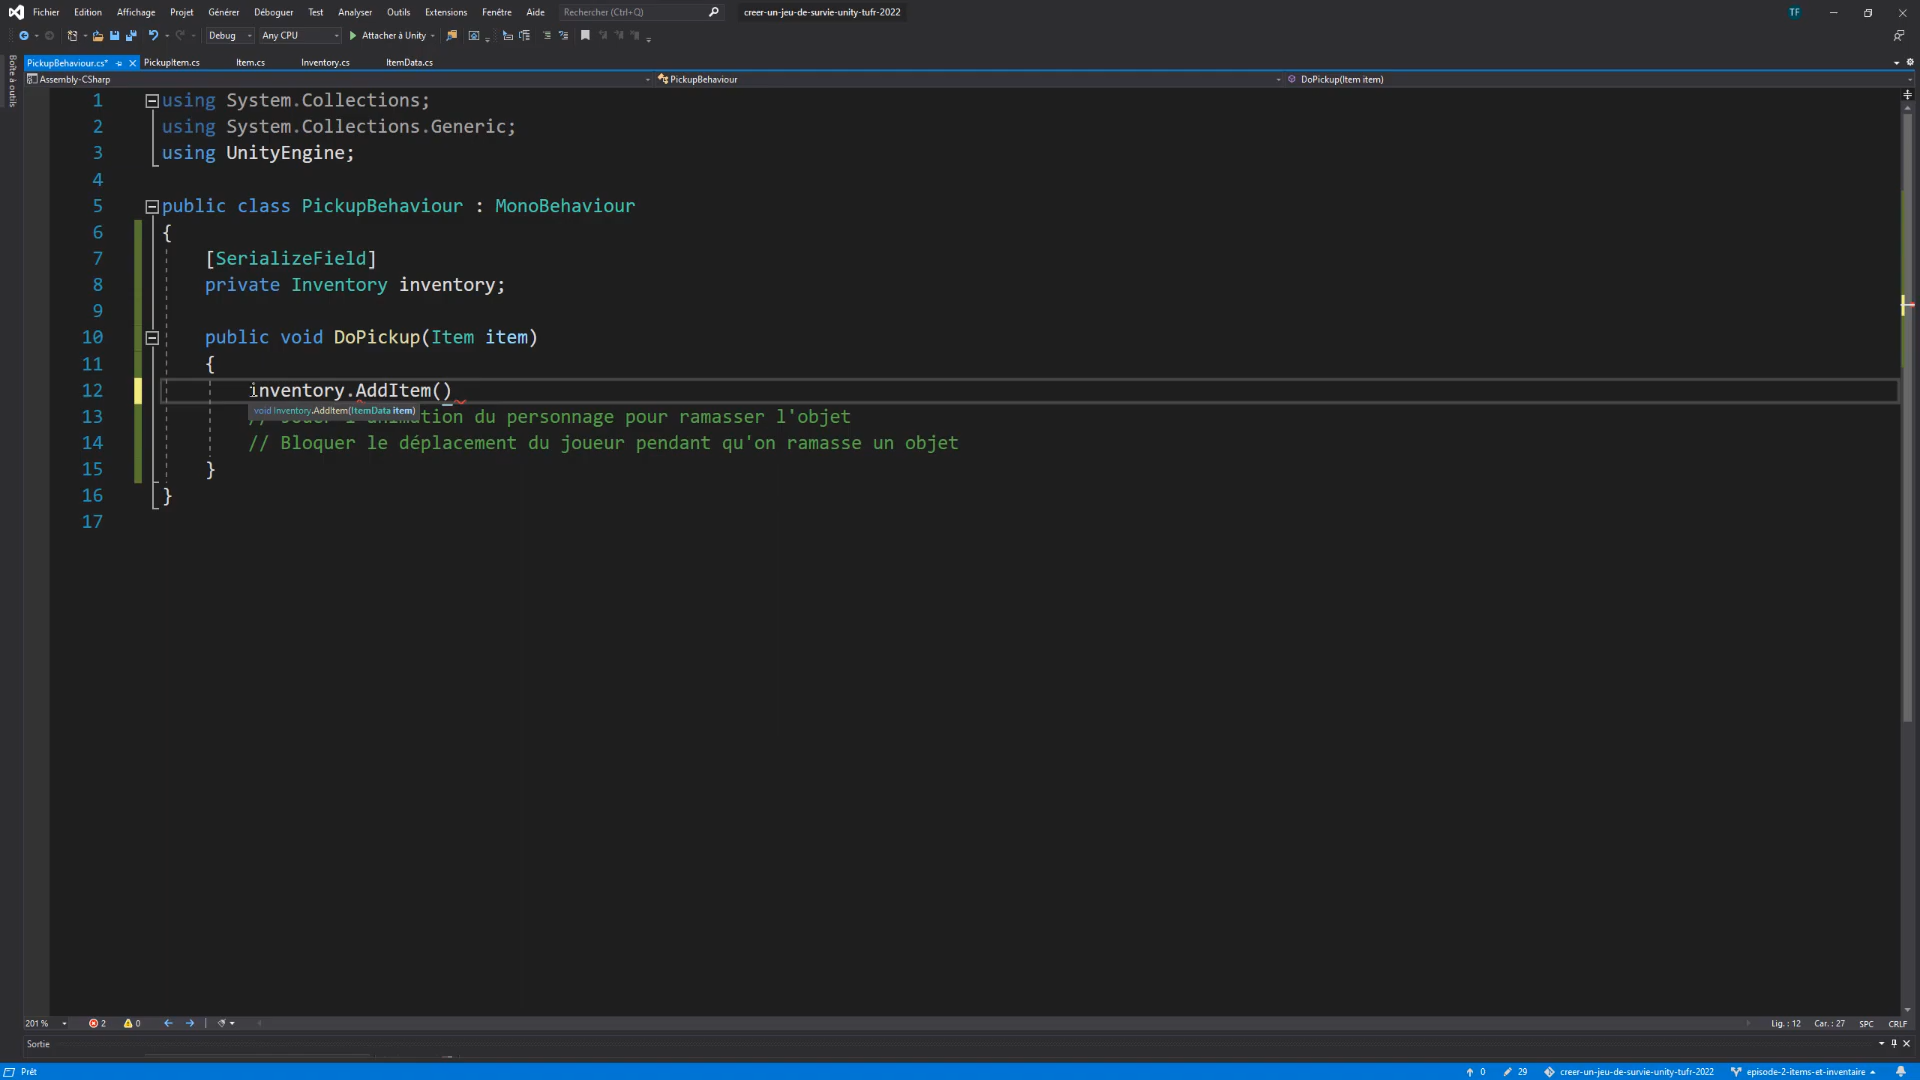 Fichier Edition Affichage Projet Générer Déboguer Test Analyser Outils Extensions Fenêtre Aide Rechercher (Ctrl+Q) creer-un-jeu-de-survie-unity-tufr-2022 TF
Debug Any CPU Attacher à Unity
Boîte à outils
PickupBehaviour.cs* PickupItem.cs Item.cs Inventory.cs ItemData.cs
Assembly-CSharp PickupBehaviour DoPickup(Item item)
1 using System.Collections;
2 using System.Collections.Generic;
3 using UnityEngine;
4
5 public class PickupBehaviour : MonoBehaviour
6 {
7 [SerializeField]
8 private Inventory inventory;
9
10 public void DoPickup(Item item)
11 {
12 inventory.AddItem()
void Inventory.AddItem(ItemData item)
13 // Jouer l'animation du personnage pour ramasser l'objet
14 // Bloquer le déplacement du joueur pendant qu'on ramasse un objet
15 }
16 }
17
201 % 2 0 Lig. : 12 Car. : 27 SPC CRLF
Sortie
Prêt 0 29 creer-un-jeu-de-survie-unity-tufr-2022 episode-2-items-et-inventaire